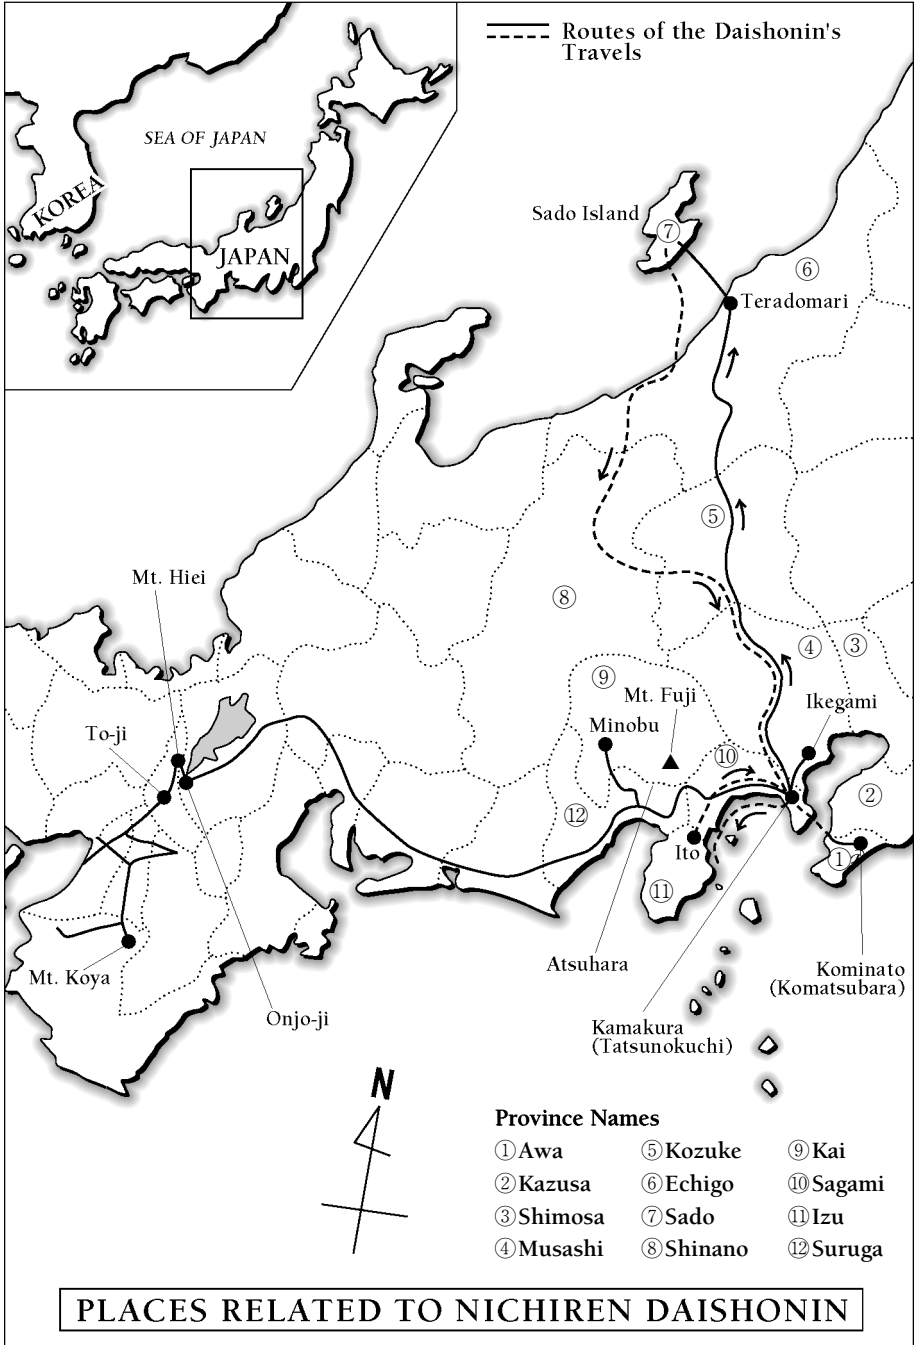 Routes of the Daishonin's
Travels
SEA OF JAPAN
KOREA
JAPAN
Sado Island
⑦
⑥
Teradomari
⑤
Mt. Hiei
⑧
④
③
⑨
Mt. Fuji
Ikegami
Minobu
To-ji
⑩
②
⑫
Ito
①
⑪
Atsuhara
Mt. Koya
Kominato
(Komatsubara)
Onjo-ji
Kamakura
(Tatsunokuchi)
N
Province Names
①Awa ⑤Kozuke ⑨Kai
②Kazusa ⑥Echigo ⑩Sagami
③Shimosa ⑦Sado ⑪Izu
④Musashi ⑧Shinano ⑫Suruga
PLACES RELATED TO NICHIREN DAISHONIN